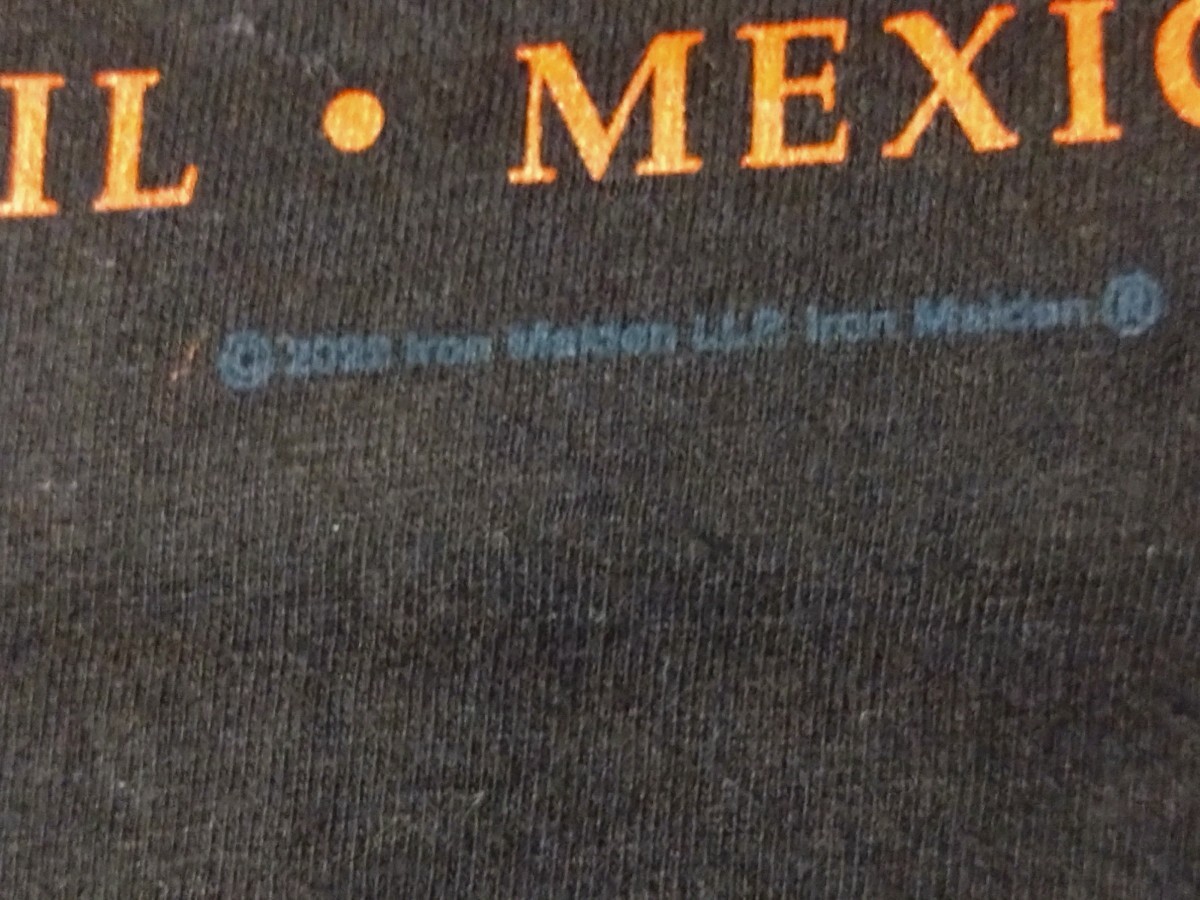 IL • MEXIC
© Iron Maiden LLP. Iron Maiden ®